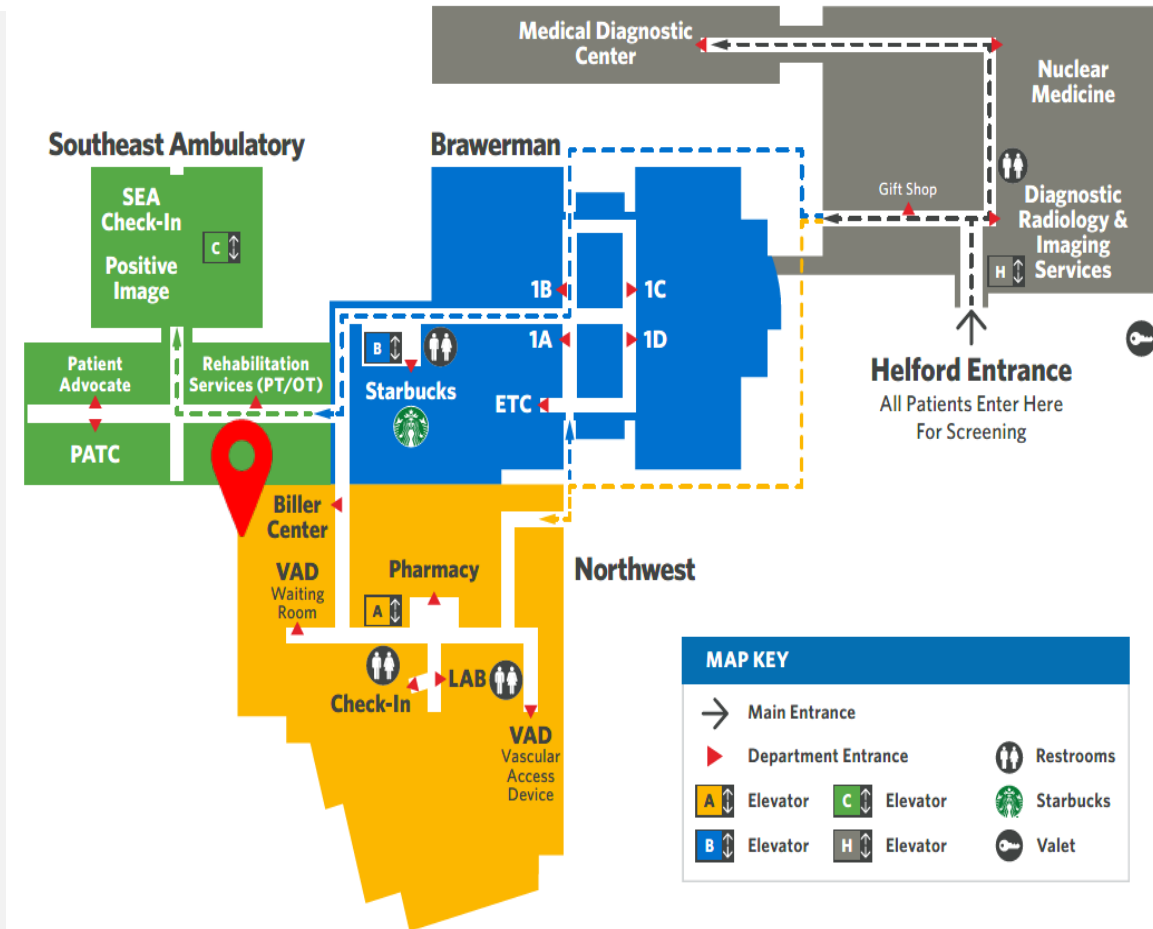 Medical Diagnostic
Center
Nuclear
Medicine
Southeast Ambulatory
Brawerman
SEA
Check-In
C
Positive
Image
Gift Shop
Diagnostic
Radiology &
Imaging
Services
H
1B
1C
1A
1D
B
Starbucks
ETC
Patient
Advocate
Rehabilitation
Services (PT/OT)
PATC
Helford Entrance
All Patients Enter Here
For Screening
Biller
Center
VAD
Waiting
Room
Pharmacy
A
Northwest
Check-In
LAB
VAD
Vascular
Access
Device
MAP KEY
Main Entrance
Department Entrance
Restrooms
A Elevator
C Elevator
Starbucks
B Elevator
H Elevator
Valet